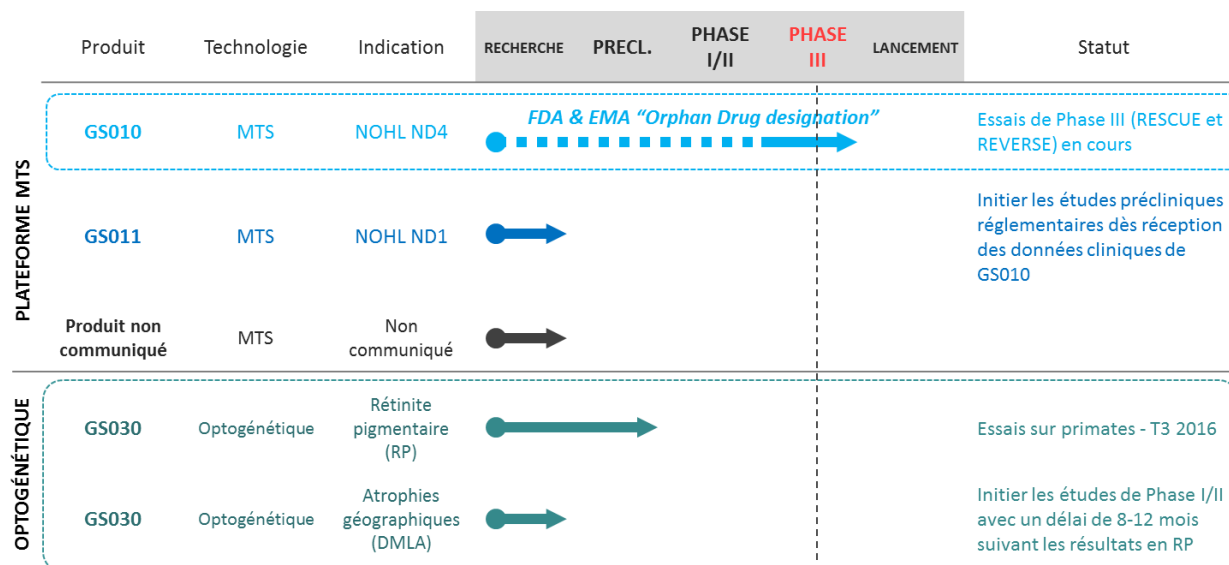 Produit
Technologie
Indication
RECHERCHE
PRECL.
PHASE
I/II
PHASE
III
LANCEMENT
Statut
PLATEFORME MTS
GS010
MTS
NOHL ND4
FDA & EMA “Orphan Drug designation”
Essais de Phase III (RESCUE et
REVERSE) en cours
GS011
MTS
NOHL ND1
Initier les études précliniques
réglementaires dès réception
des données cliniques de
GS010
Produit non
communiqué
MTS
Non
communiqué
OPTOGÉNÉTIQUE
GS030
Optogénétique
Rétinite
pigmentaire
(RP)
Essais sur primates - T3 2016
GS030
Optogénétique
Atrophies
géographiques
(DMLA)
Initier les études de Phase I/II
avec un délai de 8-12 mois
suivant les résultats en RP